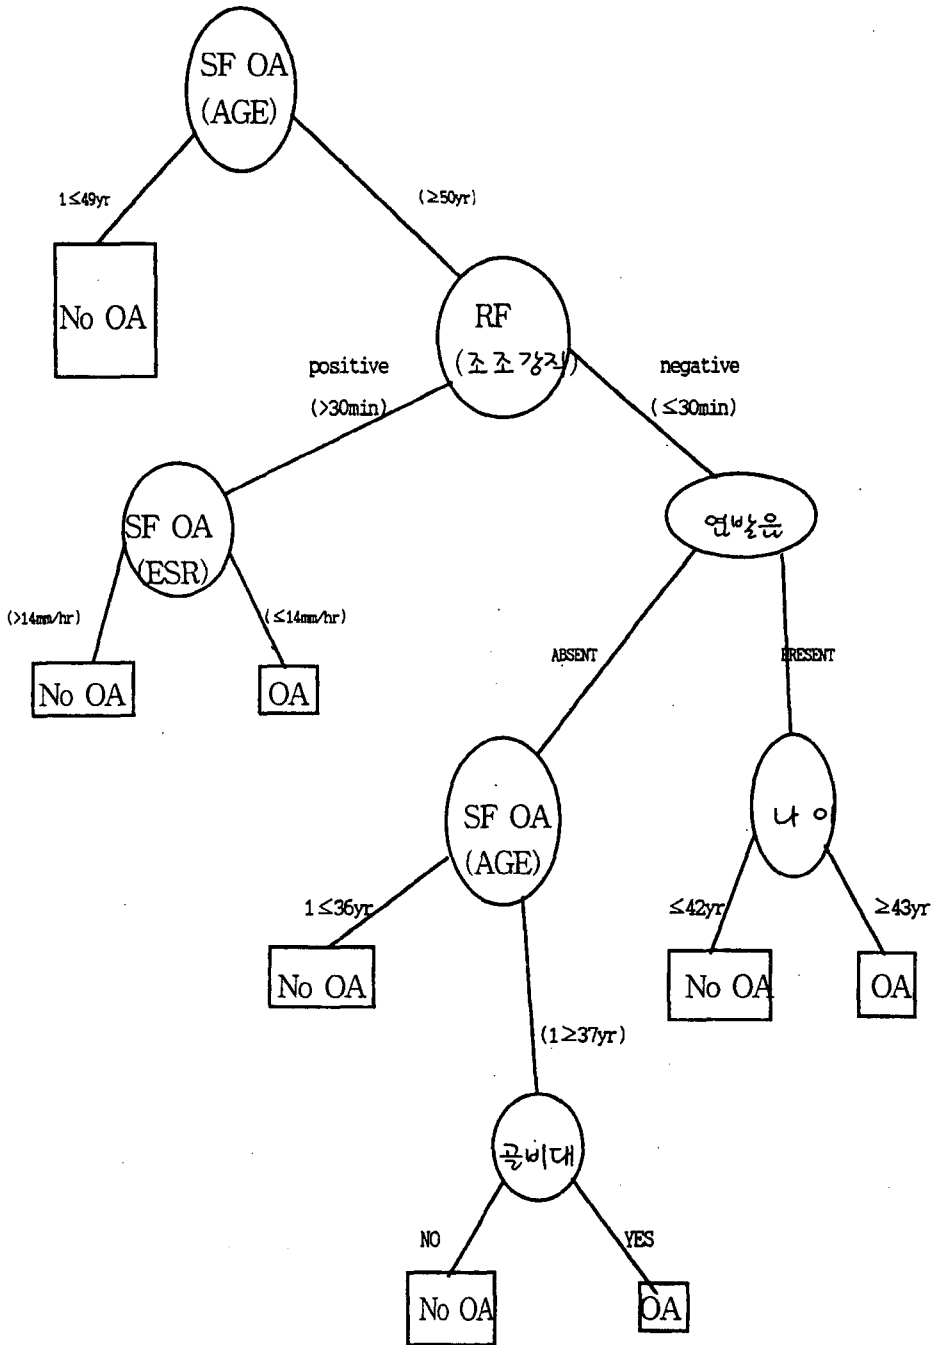 SF OA
(AGE)
1≤49yr
(≥50yr)
No OA
RF
(조조강직)
positive
(>30min)
negative
(≤30min)
SF OA
(ESR)
연발음
(>14mm/hr)
(≤14mm/hr)
No OA
OA
ABSENT
PRESENT
SF OA
(AGE)
나이
1≤36yr
≤42yr
≥43yr
No OA
No OA
OA
(1≥37yr)
골비대
NO
YES
No OA
OA